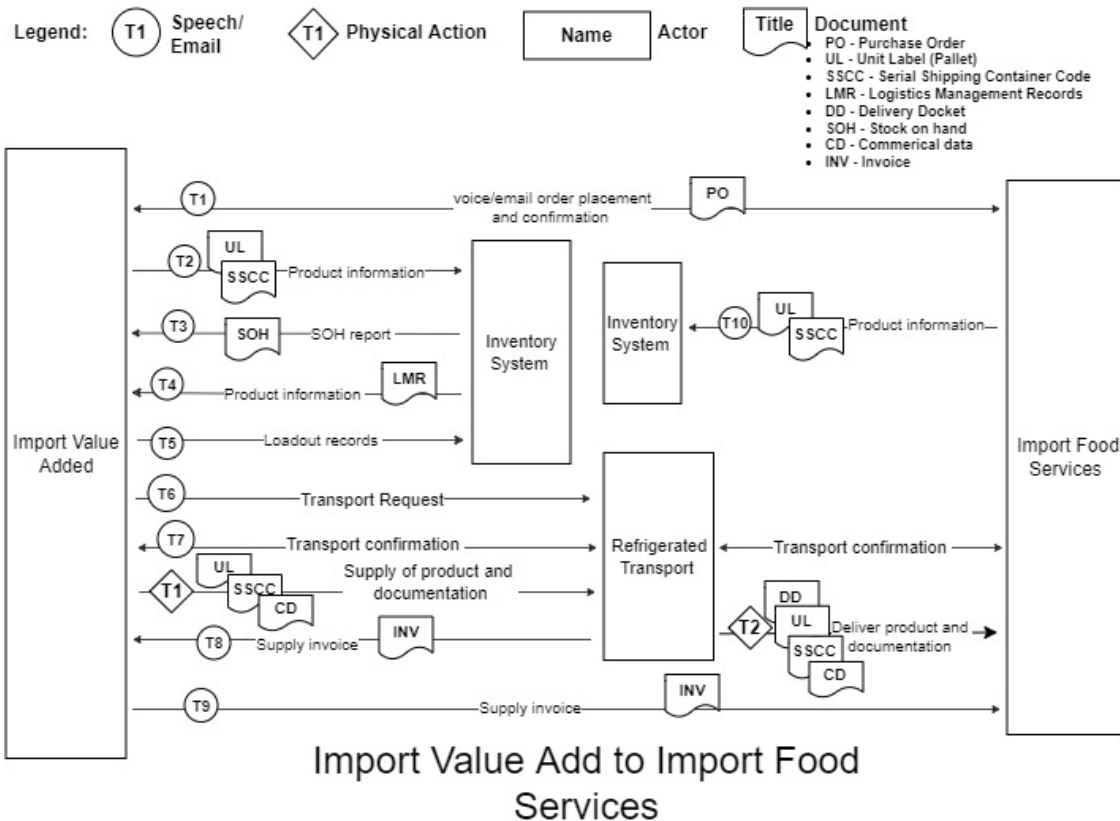 Legend:
T1
Speech/
Email
T1
Physical Action
Name
Actor
Title
Document
• PO - Purchase Order
• UL - Unit Label (Pallet)
• SSCC - Serial Shipping Container Code
• LMR - Logistics Management Records
• DD - Delivery Docket
• SOH - Stock on hand
• CD - Commerical data
• INV - Invoice
Import Value
Added
T1
voice/email order placement
and confirmation
PO
T2
UL
SSCC
Product information
T3
SOH
SOH report
T4
Product information
LMR
T5
Loadout records
Inventory
System
Inventory
System
T10
UL
SSCC
Product information
Import Food
Services
T6
Transport Request
T7
Transport confirmation
T1
UL
SSCC
CD
Supply of product and
documentation
T8
Supply invoice
INV
Refrigerated
Transport
Transport confirmation
T2
DD
UL
SSCC
CD
Deliver product and
documentation
T9
Supply invoice
INV
Import Value Add to Import Food
Services